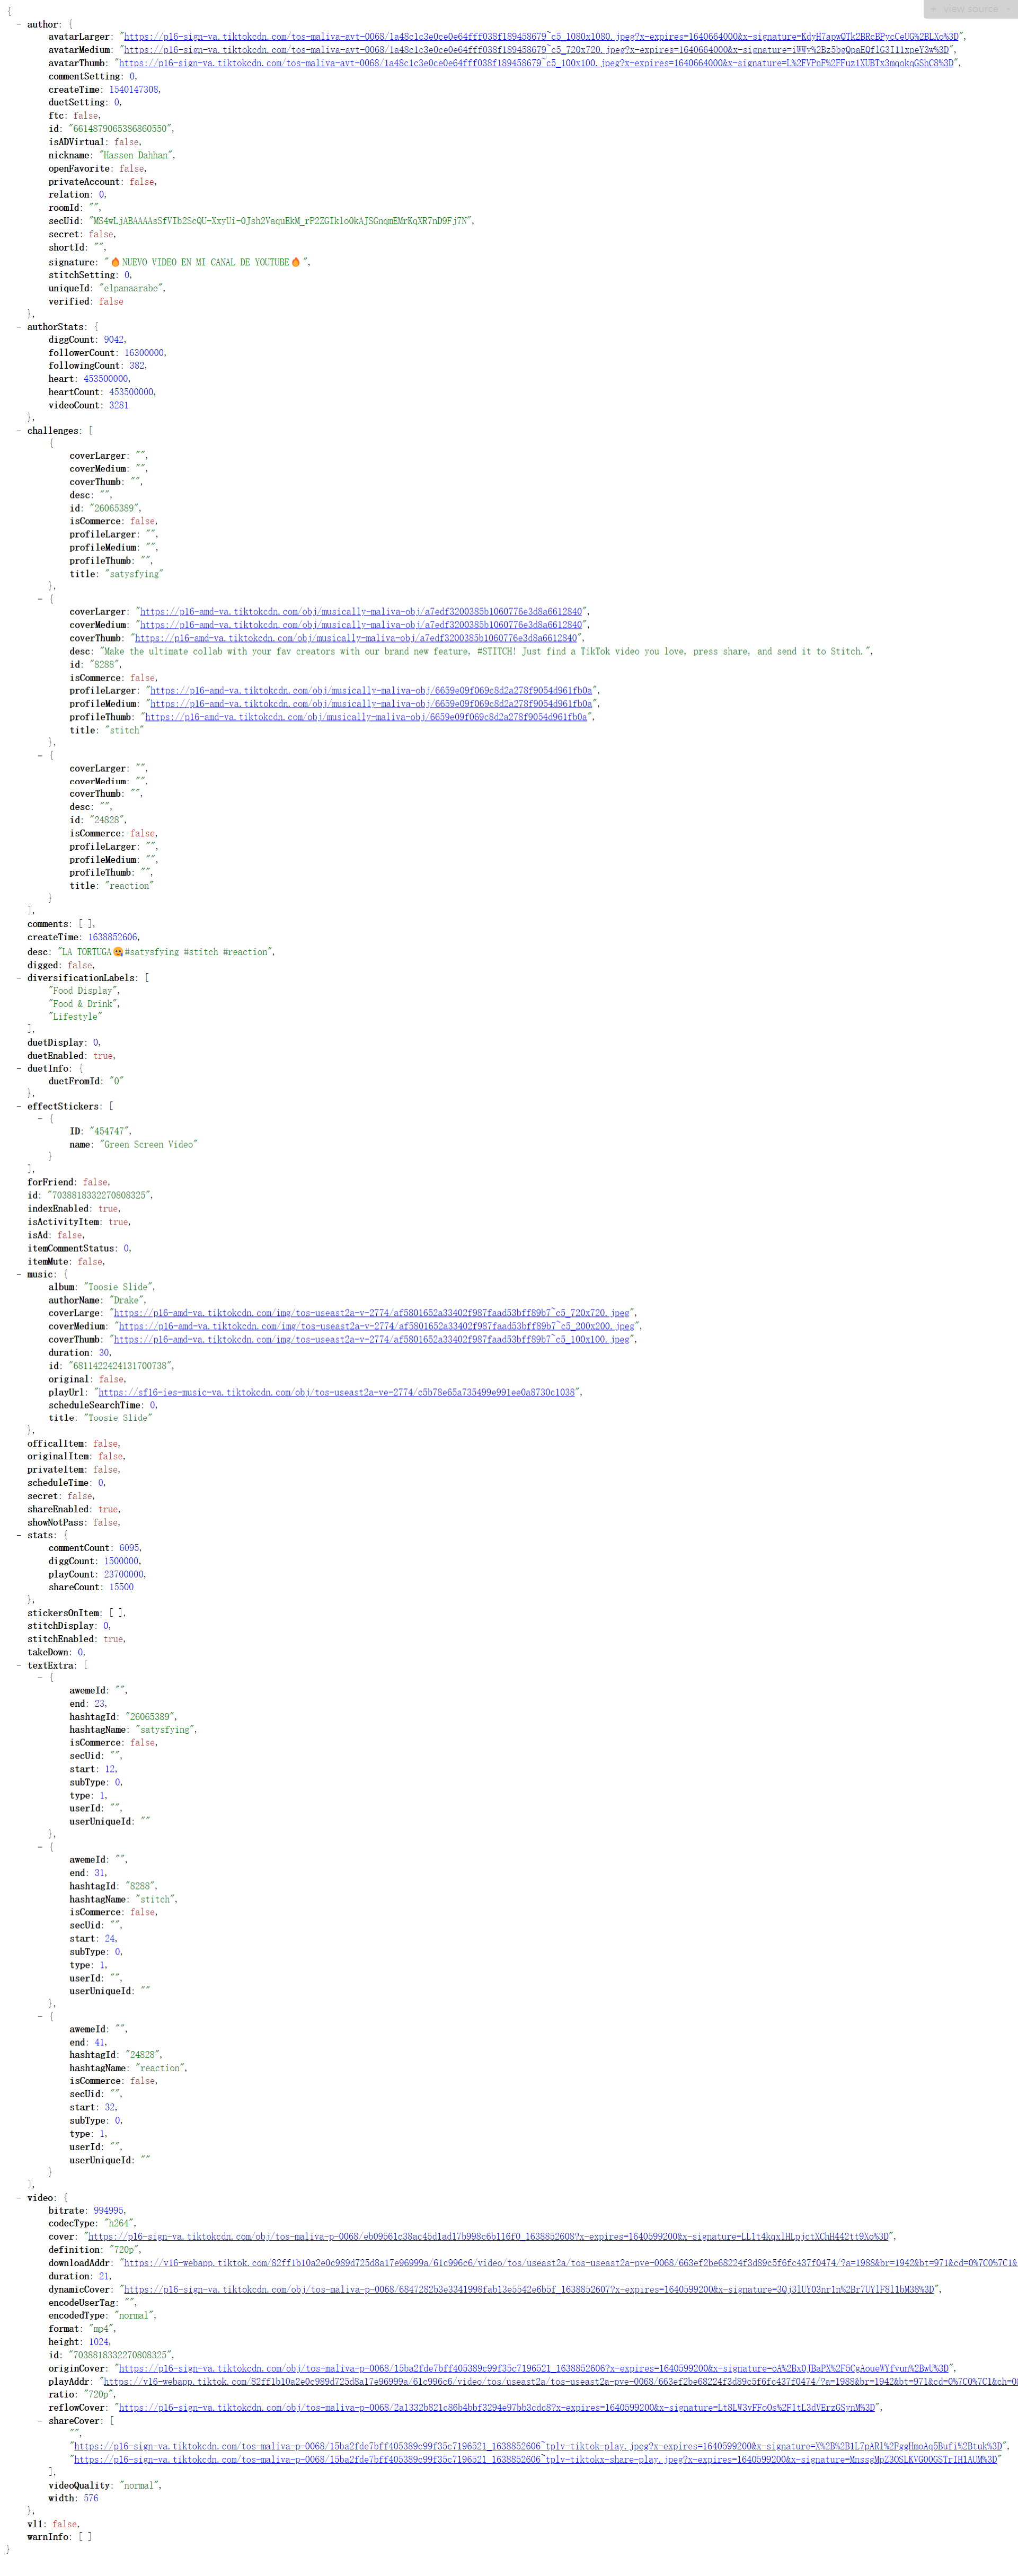 view source
{
- author: {
avatarLarger: "https://p16-sign-va.tiktokcdn.com/tos-maliva-avt-0068/1a48c1c3e0ce0e64fff038f189458679~c5_1080x1080.jpeg?x-expires=1640664000&x-signature=KdyH7apwQTk2BRcBPycCeUG%2BLXo%3D",
avatarMedium: "https://p16-sign-va.tiktokcdn.com/tos-maliva-avt-0068/1a48c1c3e0ce0e64fff038f189458679~c5_720x720.jpeg?x-expires=1640664000&x-signature=iWWy%2Bz5bgQpaEQflG3I11xpeY3w%3D",
avatarThumb: "https://p16-sign-va.tiktokcdn.com/tos-maliva-avt-0068/1a48c1c3e0ce0e64fff038f189458679~c5_100x100.jpeg?x-expires=1640664000&x-signature=L%2FVPnF%2FFuz1XUBTx3mqokqGShC8%3D",
commentSetting: 0,
createTime: 1540147308,
duetSetting: 0,
ftc: false,
id: "6614879065386860550",
isADVirtual: false,
nickname: "Hassen Dahhan",
openFavorite: false,
privateAccount: false,
relation: 0,
roomId: "",
secUid: "MS4wLjABAAAAsSfVIb2ScQU-XxyUi-0Jsh2VaquEkM_rP2ZGIklo0kAJSGnqmEMrKqXR7nD9Fj7N",
secret: false,
shortId: "",
signature: "🔥NUEVO VIDEO EN MI CANAL DE YOUTUBE🔥",
stitchSetting: 0,
uniqueId: "elpanaarabe",
verified: false
},
- authorStats: {
diggCount: 9042,
followerCount: 16300000,
followingCount: 382,
heart: 453500000,
heartCount: 453500000,
videoCount: 3281
},
- challenges: [
{
coverLarger: "",
coverMedium: "",
coverThumb: "",
desc: "",
id: "26065389",
isCommerce: false,
profileLarger: "",
profileMedium: "",
profileThumb: "",
title: "satysfying"
},
- {
coverLarger: "https://p16-amd-va.tiktokcdn.com/obj/musically-maliva-obj/a7edf3200385b1060776e3d8a6612840",
coverMedium: "https://p16-amd-va.tiktokcdn.com/obj/musically-maliva-obj/a7edf3200385b1060776e3d8a6612840",
coverThumb: "https://p16-amd-va.tiktokcdn.com/obj/musically-maliva-obj/a7edf3200385b1060776e3d8a6612840",
desc: "Make the ultimate collab with your fav creators with our brand new feature, #STITCH! Just find a TikTok video you love, press share, and send it to Stitch.",
id: "8288",
isCommerce: false,
profileLarger: "https://p16-amd-va.tiktokcdn.com/obj/musically-maliva-obj/6659e09f069c8d2a278f9054d961fb0a",
profileMedium: "https://p16-amd-va.tiktokcdn.com/obj/musically-maliva-obj/6659e09f069c8d2a278f9054d961fb0a",
profileThumb: "https://p16-amd-va.tiktokcdn.com/obj/musically-maliva-obj/6659e09f069c8d2a278f9054d961fb0a",
title: "stitch"
},
- {
coverLarger: "",
coverMedium: "",
coverThumb: "",
desc: "",
id: "24828",
isCommerce: false,
profileLarger: "",
profileMedium: "",
profileThumb: "",
title: "reaction"
}
],
comments: [ ],
createTime: 1638852606,
desc: "LA TORTUGA🤐#satysfying #stitch #reaction",
digged: false,
- diversificationLabels: [
"Food Display",
"Food & Drink",
"Lifestyle"
],
duetDisplay: 0,
duetEnabled: true,
- duetInfo: {
duetFromId: "0"
},
- effectStickers: [
- {
ID: "454747",
name: "Green Screen Video"
}
],
forFriend: false,
id: "7038818332270808325",
indexEnabled: true,
isActivityItem: true,
isAd: false,
itemCommentStatus: 0,
itemMute: false,
- music: {
album: "Toosie Slide",
authorName: "Drake",
coverLarge: "https://p16-amd-va.tiktokcdn.com/img/tos-useast2a-v-2774/af5801652a33402f987faad53bff89b7~c5_720x720.jpeg",
coverMedium: "https://p16-amd-va.tiktokcdn.com/img/tos-useast2a-v-2774/af5801652a33402f987faad53bff89b7~c5_200x200.jpeg",
coverThumb: "https://p16-amd-va.tiktokcdn.com/img/tos-useast2a-v-2774/af5801652a33402f987faad53bff89b7~c5_100x100.jpeg",
duration: 30,
id: "6811422424131700738",
original: false,
playUrl: "https://sf16-ies-music-va.tiktokcdn.com/obj/tos-useast2a-ve-2774/c5b78e65a735499e991ee0a8730c1038",
scheduleSearchTime: 0,
title: "Toosie Slide"
},
officalItem: false,
originalItem: false,
privateItem: false,
scheduleTime: 0,
secret: false,
shareEnabled: true,
showNotPass: false,
- stats: {
commentCount: 6095,
diggCount: 1500000,
playCount: 23700000,
shareCount: 15500
},
stickersOnItem: [ ],
stitchDisplay: 0,
stitchEnabled: true,
takeDown: 0,
- textExtra: [
- {
awemeId: "",
end: 23,
hashtagId: "26065389",
hashtagName: "satysfying",
isCommerce: false,
secUid: "",
start: 12,
subType: 0,
type: 1,
userId: "",
userUniqueId: ""
},
- {
awemeId: "",
end: 31,
hashtagId: "8288",
hashtagName: "stitch",
isCommerce: false,
secUid: "",
start: 24,
subType: 0,
type: 1,
userId: "",
userUniqueId: ""
},
- {
awemeId: "",
end: 41,
hashtagId: "24828",
hashtagName: "reaction",
isCommerce: false,
secUid: "",
start: 32,
subType: 0,
type: 1,
userId: "",
userUniqueId: ""
}
],
- video: {
bitrate: 994995,
codecType: "h264",
cover: "https://p16-sign-va.tiktokcdn.com/obj/tos-maliva-p-0068/eb09561c38ac45d1ad17b998c6b116f0_1638852608?x-expires=1640599200&x-signature=LL1t4kqx1HLpjctXChH442tt9Xo%3D",
definition: "720p",
downloadAddr: "https://v16-webapp.tiktok.com/82ff1b10a2e0c989d725d8a17e96999a/61c996c6/video/tos/useast2a/tos-useast2a-pve-0068/663ef2be68224f3d89c5f6fc437f0474/?a=1988&br=1942&bt=971&cd=0%7C0%7C1&
duration: 21,
dynamicCover: "https://p16-sign-va.tiktokcdn.com/obj/tos-maliva-p-0068/6847282b3e3341998fab13e5542e6b5f_1638852607?x-expires=1640599200&x-signature=3Qj3lUY03nr1n%2Br7UYlF8l1bM38%3D",
encodeUserTag: "",
encodedType: "normal",
format: "mp4",
height: 1024,
id: "7038818332270808325",
originCover: "https://p16-sign-va.tiktokcdn.com/obj/tos-maliva-p-0068/15ba2fde7bff405389c99f35c7196521_1638852606?x-expires=1640599200&x-signature=oA%2BxOJBaPX%2F5CgAoueWYfvun%2BwU%3D",
playAddr: "https://v16-webapp.tiktok.com/82ff1b10a2e0c989d725d8a17e96999a/61c996c6/video/tos/useast2a/tos-useast2a-pve-0068/663ef2be68224f3d89c5f6fc437f0474/?a=1988&br=1942&bt=971&cd=0%7C0%7C1&ch=0&
ratio: "720p",
reflowCover: "https://p16-sign-va.tiktokcdn.com/obj/tos-maliva-p-0068/2a1332b821c86b4bbf3294e97bb3cdc8?x-expires=1640599200&x-signature=Lt8LW3vFFoOs%2F1tL3dVErzGSynM%3D",
- shareCover: [
"",
"https://p16-sign-va.tiktokcdn.com/tos-maliva-p-0068/15ba2fde7bff405389c99f35c7196521_1638852606~tplv-tiktok-play.jpeg?x-expires=1640599200&x-signature=X%2B%2B1L7pARl%2FggHmoAq5Bufi%2Btuk%3D",
"https://p16-sign-va.tiktokcdn.com/tos-maliva-p-0068/15ba2fde7bff405389c99f35c7196521_1638852606~tplv-tiktokx-share-play.jpeg?x-expires=1640599200&x-signature=MnssgMpZ3OSLKVG0OGSTrIH1AUM%3D"
],
videoQuality: "normal",
width: 576
},
vl1: false,
warnInfo: [ ]
}